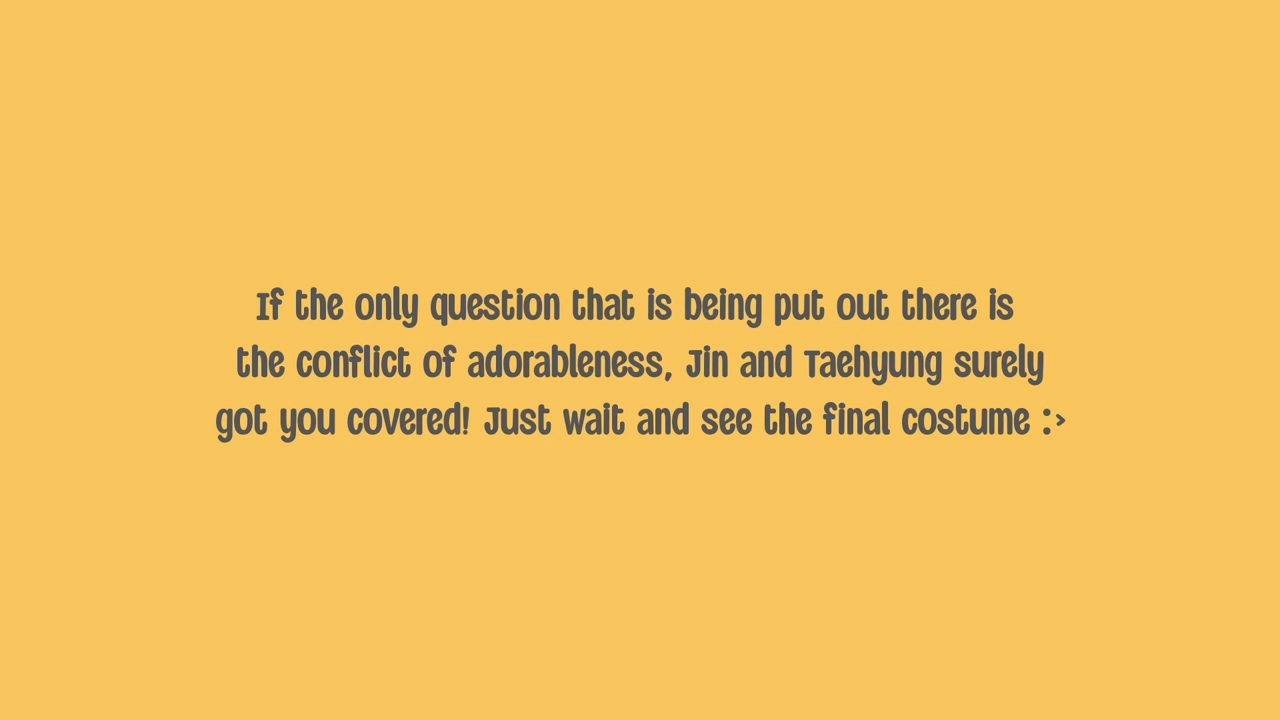 If the only question that is being put out there is
the conflict of adorableness, Jin and Taehyung surely
got you covered! Just wait and see the final costume :>